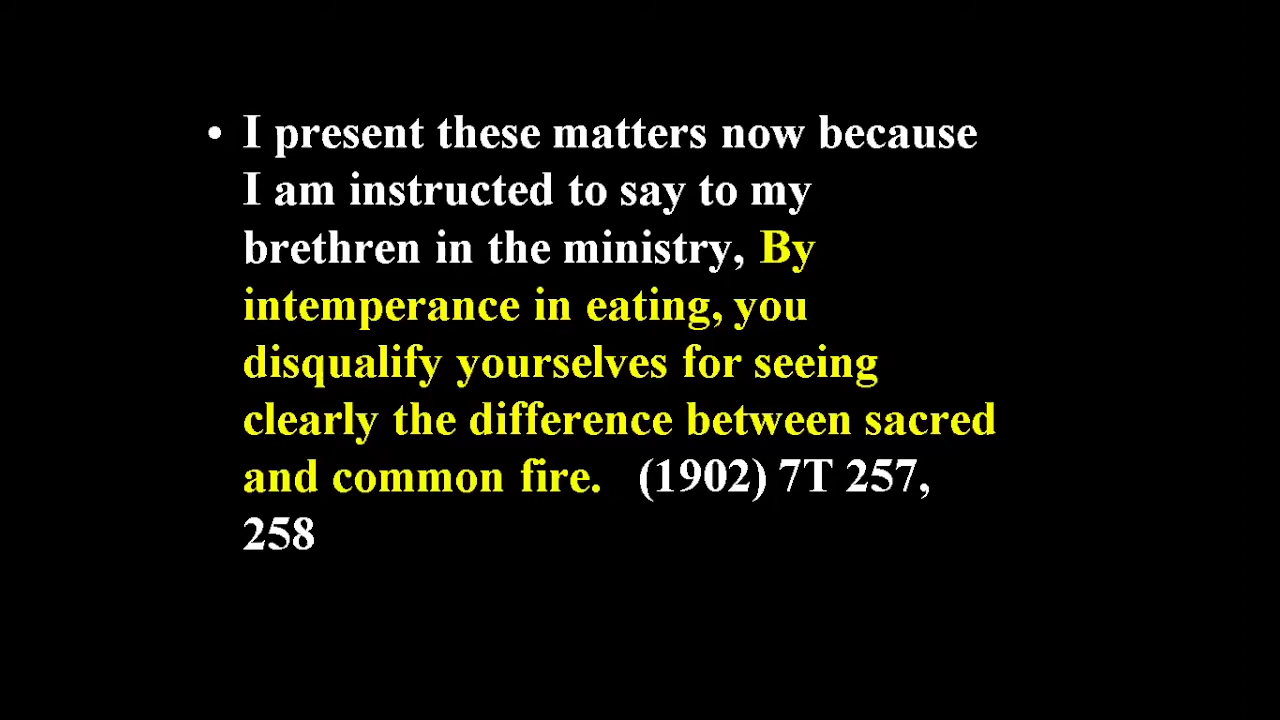 • I present these matters now because
I am instructed to say to my
brethren in the ministry, By
intemperance in eating, you
disqualify yourselves for seeing
clearly the difference between sacred
and common fire. (1902) 7T 257,
258